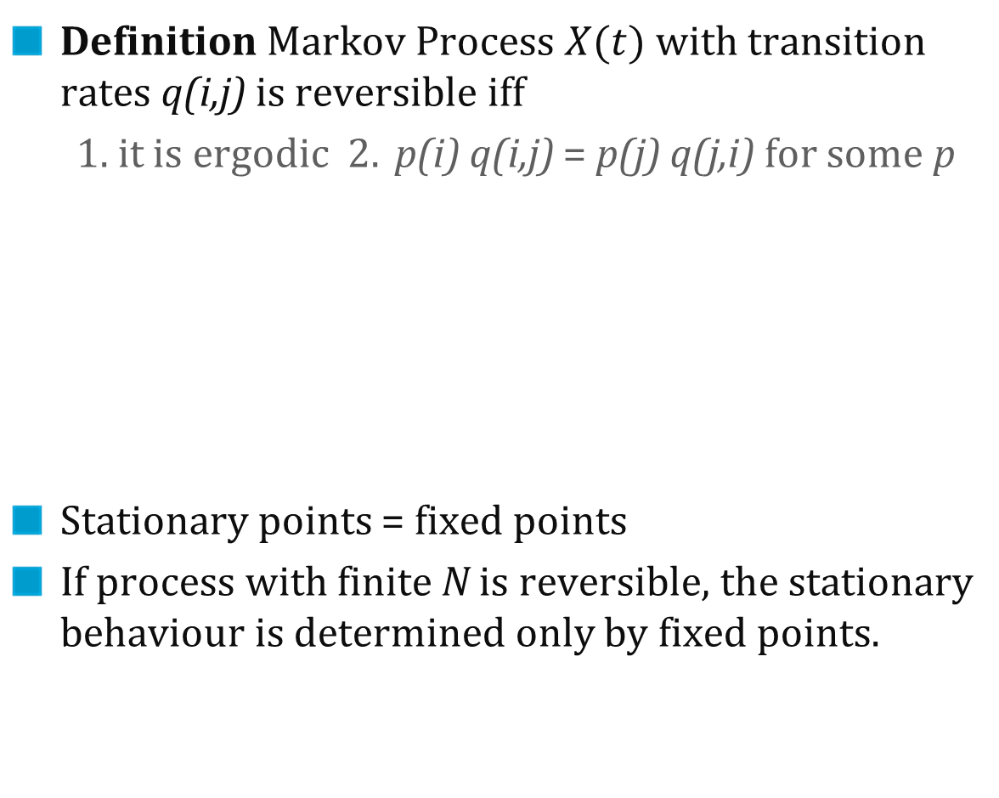 Definition Markov Process X(t) with transition
rates q(i,j) is reversible iff
1. it is ergodic 2. p(i) q(i,j) = p(j) q(j,i) for some p
Stationary points = fixed points
If process with finite N is reversible, the stationary
behaviour is determined only by fixed points.